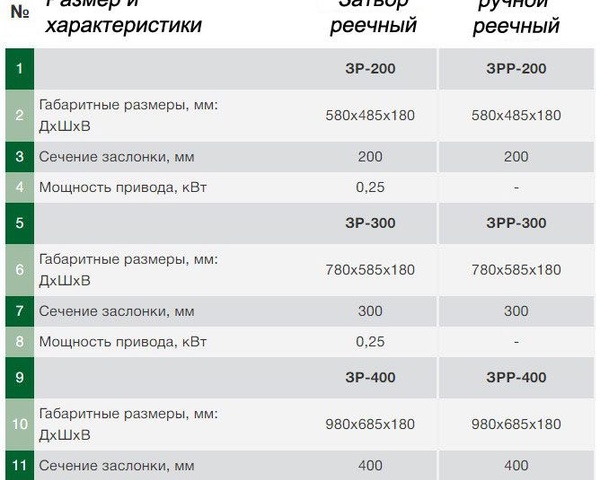 № Размер и характеристики Затвор реечный ручной реечный
1 ЗР-200 ЗРР-200
2 Габаритные размеры, мм: ДхШхВ 580х485х180 580х485х180
3 Сечение заслонки, мм 200 200
4 Мощность привода, кВт 0,25 -
5 ЗР-300 ЗРР-300
6 Габаритные размеры, мм: ДхШхВ 780х585х180 780х585х180
7 Сечение заслонки, мм 300 300
8 Мощность привода, кВт 0,25 -
9 ЗР-400 ЗРР-400
10 Габаритные размеры, мм: ДхШхВ 980х685х180 980х685х180
11 Сечение заслонки, мм 400 400